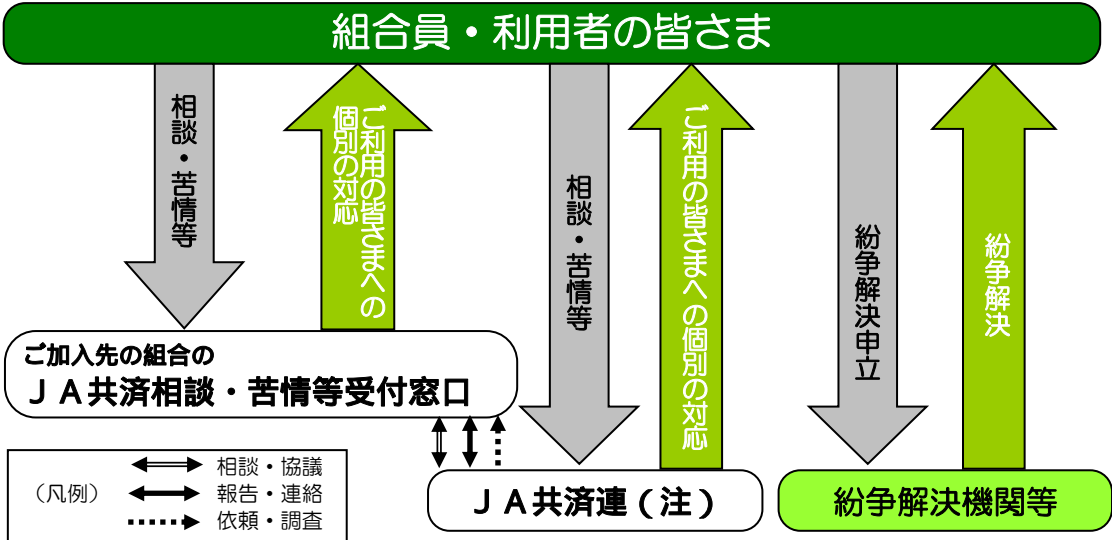 組合員・利用者の皆さま
相談・苦情等
ご利用の皆さまへの
個別の対応
相談・苦情等
ご利用の皆さまへの個別の対応
紛争解決申立
紛争解決
ご加入先の組合の
ＪＡ共済相談・苦情等受付窓口
（凡例）
相談・協議
報告・連絡
依頼・調査
ＪＡ共済連（注）
紛争解決機関等